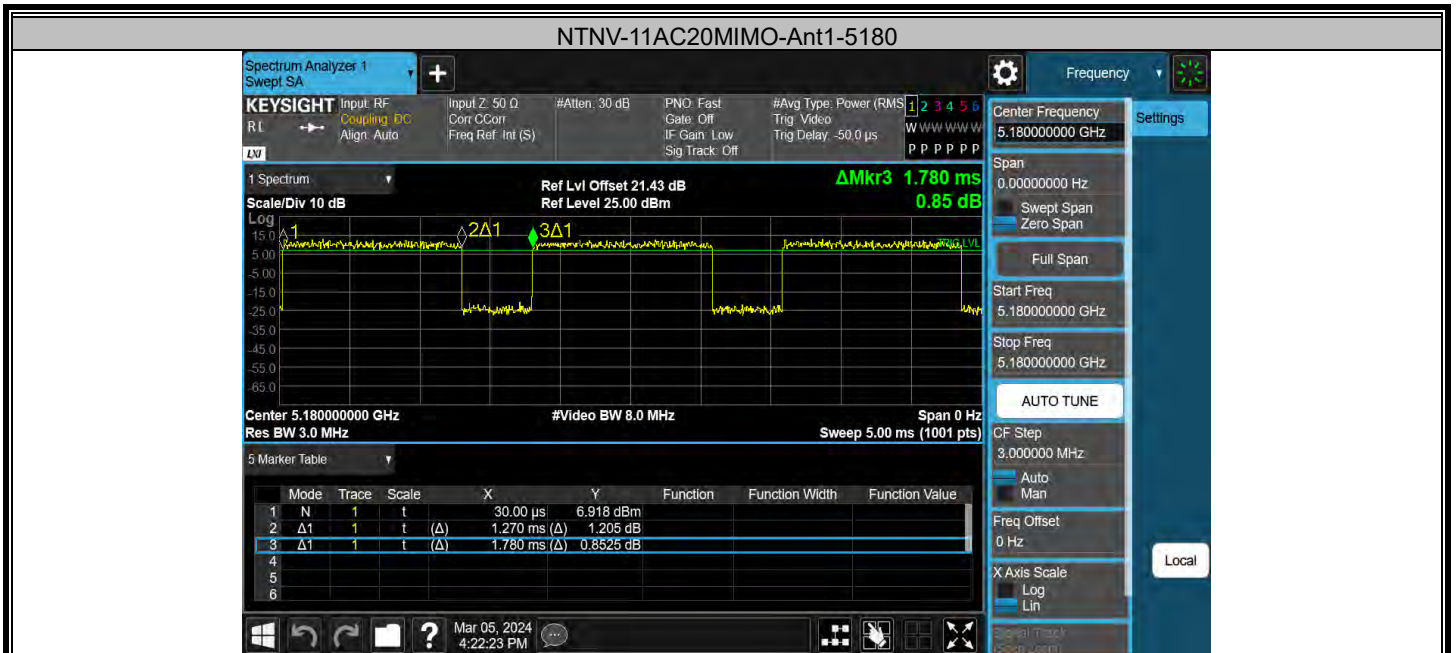 NTNV-11AC20MIMO-Ant1-5180
Spectrum Analyzer 1
Swept SA
Frequency
KEYSIGHT
RL
LXI
Input: RF
Coupling: DC
Align: Auto
Input Z: 50 Ω
Corr CCorr
Freq Ref: Int (S)
#Atten: 30 dB
PNO: Fast
Gate: Off
IF Gain: Low
Sig Track: Off
#Avg Type: Power (RMS
Trig: Video
Trig Delay: -50.0 µs
1 2 3 4 5 6
W W W W W W
P P P P P P
1 Spectrum
Scale/Div 10 dB
Ref Lvl Offset 21.43 dB
Ref Level 25.00 dBm
ΔMkr3 1.780 ms
0.85 dB
Log
15.0
5.00
-5.00
-15.0
-25.0
-35.0
-45.0
-55.0
-65.0
1
2Δ1
3Δ1
TRIG LVL
Center 5.180000000 GHz
Res BW 3.0 MHz
#Video BW 8.0 MHz
Span 0 Hz
Sweep 5.00 ms (1001 pts)
5 Marker Table
Mode Trace Scale X Y Function Function Width Function Value
1 N 1 t 30.00 µs 6.918 dBm
2 Δ1 1 t (Δ) 1.270 ms (Δ) 1.205 dB
3 Δ1 1 t (Δ) 1.780 ms (Δ) 0.8525 dB
4
5
6
Mar 05, 2024
4:22:23 PM
Center Frequency
5.180000000 GHz
Settings
Span
0.00000000 Hz
Swept Span
Zero Span
Full Span
Start Freq
5.180000000 GHz
Stop Freq
5.180000000 GHz
AUTO TUNE
CF Step
3.000000 MHz
Auto
Man
Freq Offset
0 Hz
X Axis Scale
Log
Lin
Signal Track
Local